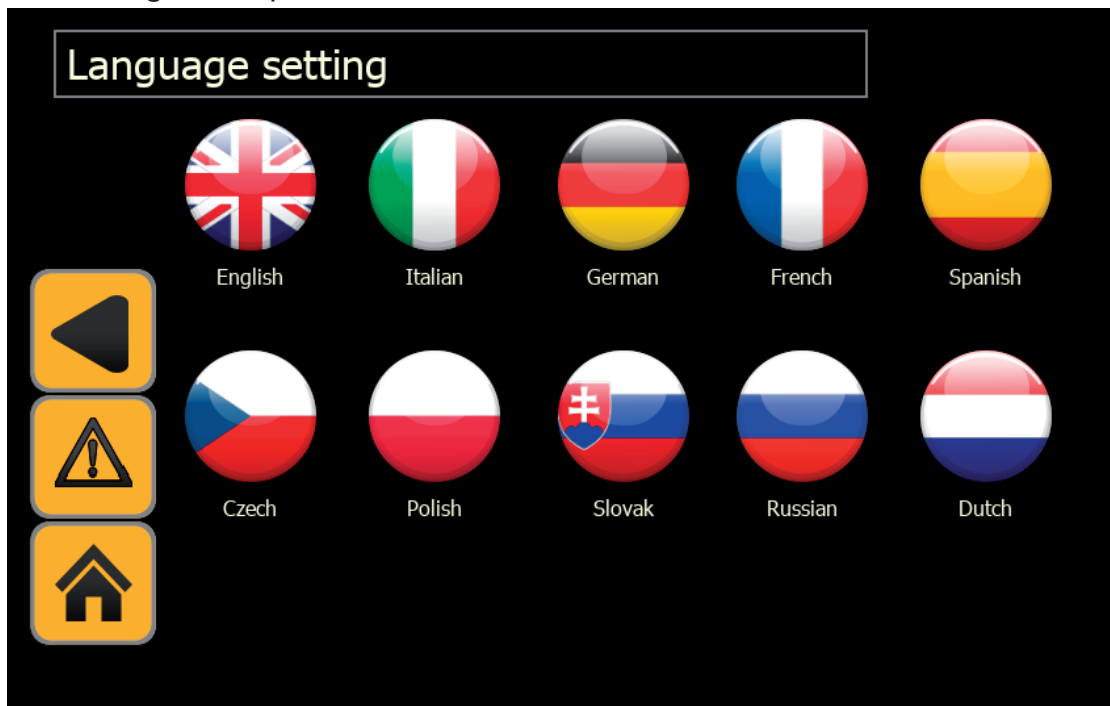 Language setting
English Italian German French Spanish
Czech Polish Slovak Russian Dutch